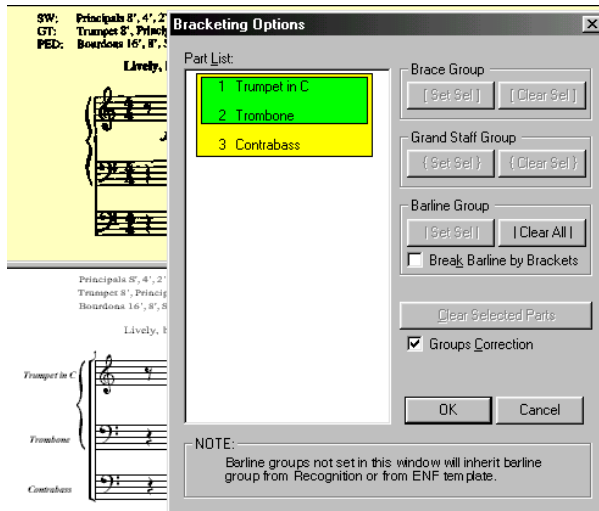 SW: Principals 8', 4', 2'
GT: Trumpet 8', Princip
PED: Bourdons 16', 8',
Lively,
Bracketing Options
Part List:
1 Trumpet in C
2 Trombone
3 Contrabass
Brace Group
[ Set Sel ] [ Clear Sel ]
Grand Staff Group
{ Set Sel } { Clear Sel }
Barline Group
| Set Sel | | Clear All |
Break Barline by Brackets
Clear Selected Parts
Groups Correction
OK Cancel
NOTE:
Barline groups not set in this window will inherit barline
group from Recognition or from ENF template.
Principals 8', 4', 2'
Trumpet 8', Princip
Bourdons 16', 8', S
Lively, b
Trumpet in C
Trombone
Contrabass